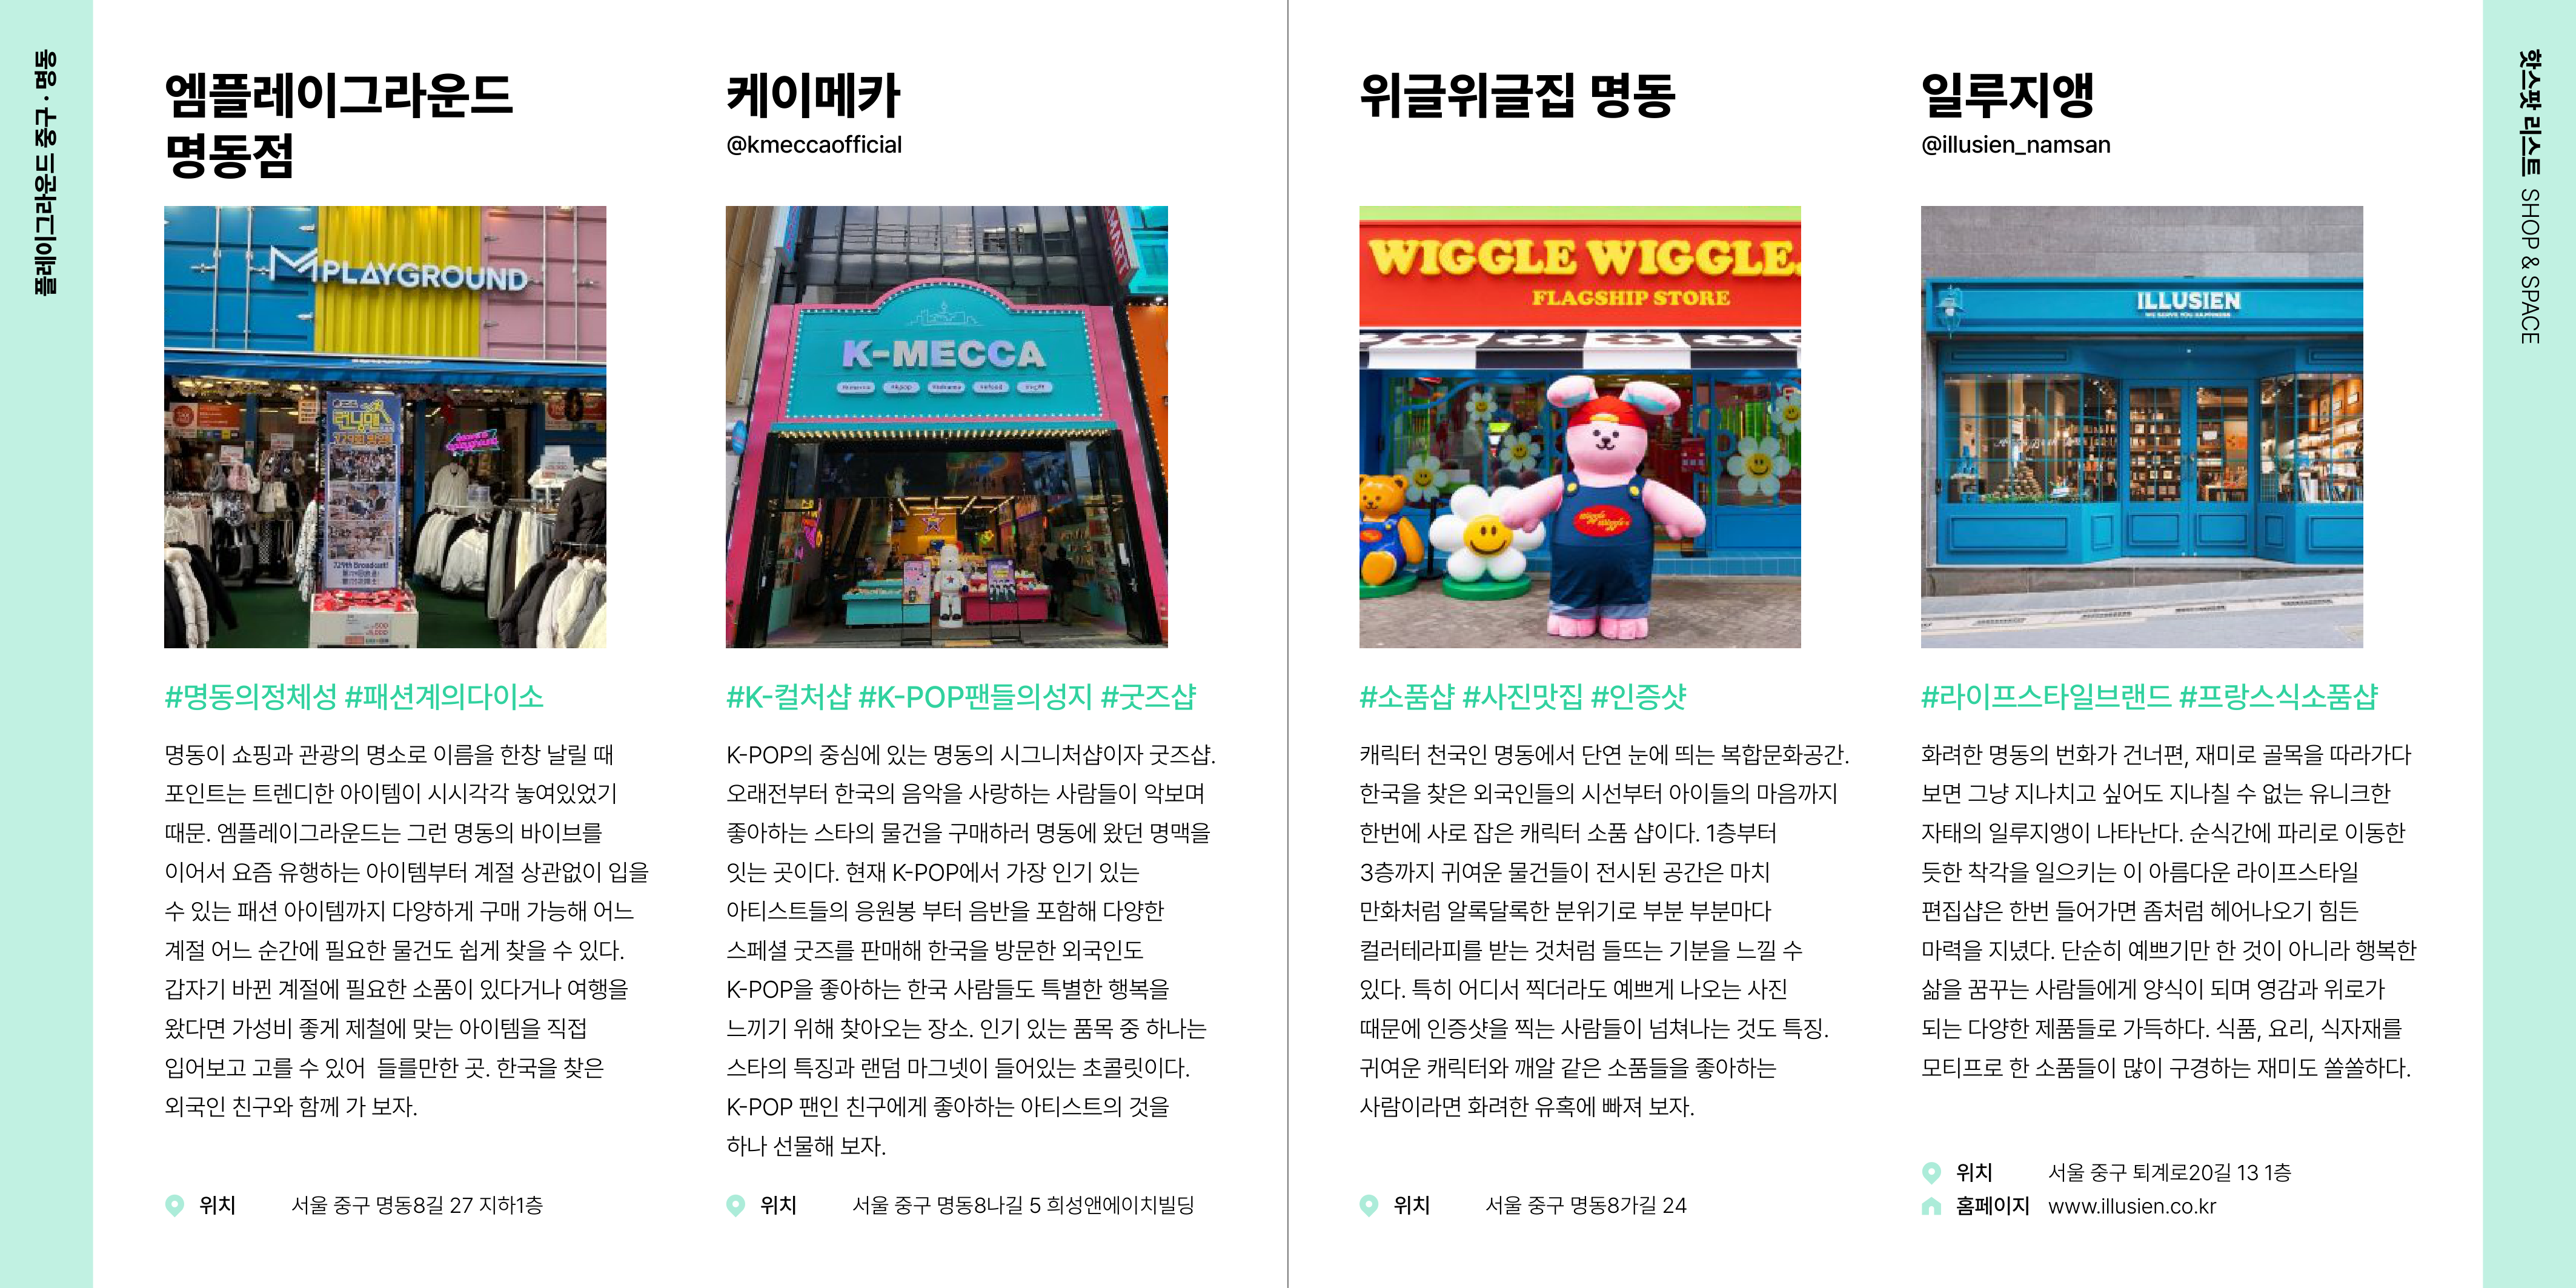 플레이그라운드 중구 · 명동
엠플레이그라운드
명동점
MPLAYGROUND
런닝맨
729th Broadcast!
#명동의정체성 #패션계의다이소
명동이 쇼핑과 관광의 명소로 이름을 한창 날릴 때
포인트는 트렌디한 아이템이 시시각각 놓여있었기
때문. 엠플레이그라운드는 그런 명동의 바이브를
이어서 요즘 유행하는 아이템부터 계절 상관없이 입을
수 있는 패션 아이템까지 다양하게 구매 가능해 어느
계절 어느 순간에 필요한 물건도 쉽게 찾을 수 있다.
갑자기 바뀐 계절에 필요한 소품이 있다거나 여행을
왔다면 가성비 좋게 제철에 맞는 아이템을 직접
입어보고 고를 수 있어 들를만한 곳. 한국을 찾은
외국인 친구와 함께 가 보자.
위치 서울 중구 명동8길 27 지하1층
케이메카
@kmeccaofficial
K-MECCA
#K-컬처샵 #K-POP팬들의성지 #굿즈샵
K-POP의 중심에 있는 명동의 시그니처샵이자 굿즈샵.
오래전부터 한국의 음악을 사랑하는 사람들이 악보며
좋아하는 스타의 물건을 구매하러 명동에 왔던 명맥을
잇는 곳이다. 현재 K-POP에서 가장 인기 있는
아티스트들의 응원봉 부터 음반을 포함해 다양한
스페셜 굿즈를 판매해 한국을 방문한 외국인도
K-POP을 좋아하는 한국 사람들도 특별한 행복을
느끼기 위해 찾아오는 장소. 인기 있는 품목 중 하나는
스타의 특징과 랜덤 마그넷이 들어있는 초콜릿이다.
K-POP 팬인 친구에게 좋아하는 아티스트의 것을
하나 선물해 보자.
위치 서울 중구 명동8나길 5 희성앤에이치빌딩
위글위글집 명동
WIGGLE WIGGLE.
FLAGSHIP STORE
#소품샵 #사진맛집 #인증샷
캐릭터 천국인 명동에서 단연 눈에 띄는 복합문화공간.
한국을 찾은 외국인들의 시선부터 아이들의 마음까지
한번에 사로 잡은 캐릭터 소품 샵이다. 1층부터
3층까지 귀여운 물건들이 전시된 공간은 마치
만화처럼 알록달록한 분위기로 부분 부분마다
컬러테라피를 받는 것처럼 들뜨는 기분을 느낄 수
있다. 특히 어디서 찍더라도 예쁘게 나오는 사진
때문에 인증샷을 찍는 사람들이 넘쳐나는 것도 특징.
귀여운 캐릭터와 깨알 같은 소품들을 좋아하는
사람이라면 화려한 유혹에 빠져 보자.
위치 서울 중구 명동8가길 24
일루지앵
@illusien_namsan
ILLUSIEN
WE SERVE YOU HAPPINESS
#라이프스타일브랜드 #프랑스식소품샵
화려한 명동의 번화가 건너편, 재미로 골목을 따라가다
보면 그냥 지나치고 싶어도 지나칠 수 없는 유니크한
자태의 일루지앵이 나타난다. 순식간에 파리로 이동한
듯한 착각을 일으키는 이 아름다운 라이프스타일
편집샵은 한번 들어가면 좀처럼 헤어나오기 힘든
마력을 지녔다. 단순히 예쁘기만 한 것이 아니라 행복한
삶을 꿈꾸는 사람들에게 양식이 되며 영감과 위로가
되는 다양한 제품들로 가득하다. 식품, 요리, 식자재를
모티프로 한 소품들이 많이 구경하는 재미도 쏠쏠하다.
위치 서울 중구 퇴계로20길 13 1층
홈페이지 www.illusien.co.kr
핫스팟 리스트 SHOP & SPACE